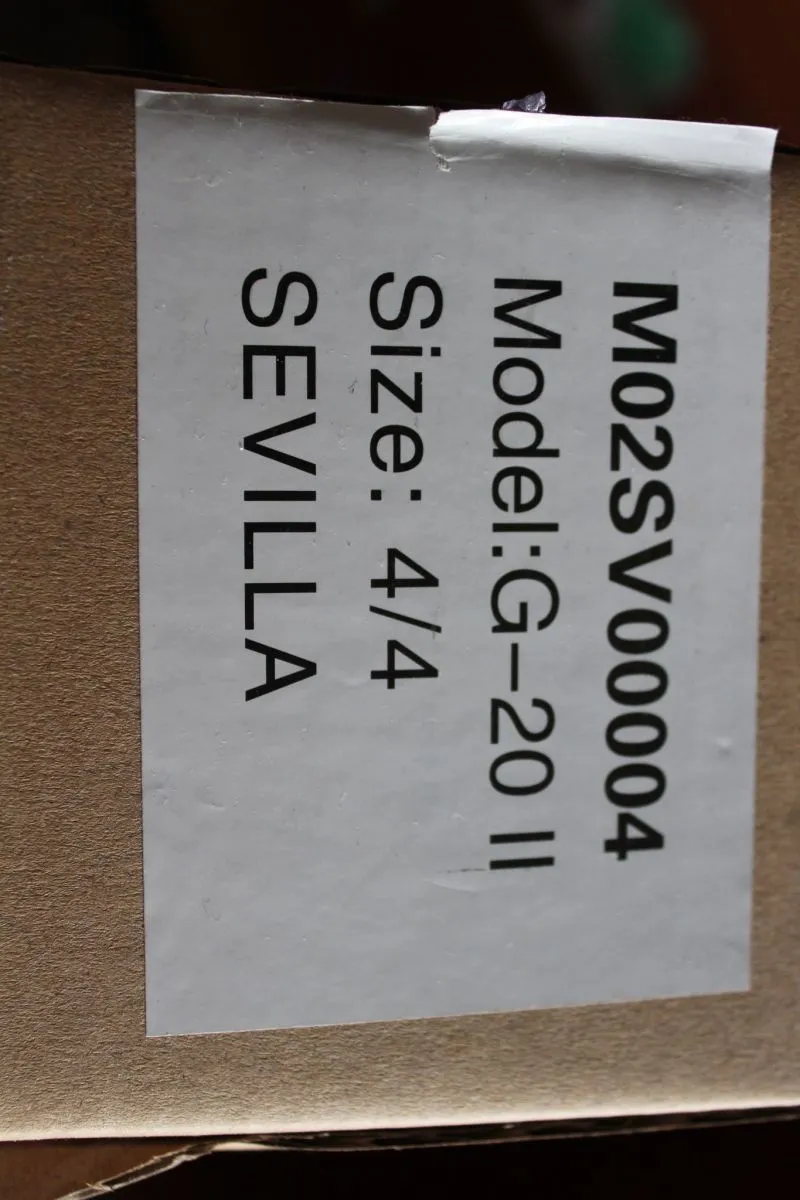 M02SV00004
Model:G-20 II
Size: 4/4
SEVILLA